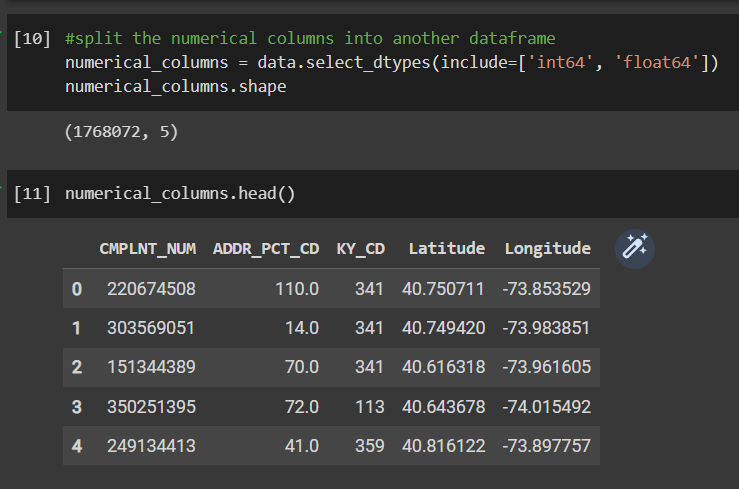 [10] #split the numerical columns into another dataframe
numerical_columns = data.select_dtypes(include=['int64', 'float64'])
numerical_columns.shape
(1768072, 5)
[11] numerical_columns.head()
CMPLNT_NUM ADDR_PCT_CD KY_CD Latitude Longitude
0 220674508 110.0 341 40.750711 -73.853529
1 303569051 14.0 341 40.749420 -73.983851
2 151344389 70.0 341 40.616318 -73.961605
3 350251395 72.0 113 40.643678 -74.015492
4 249134413 41.0 359 40.816122 -73.897757